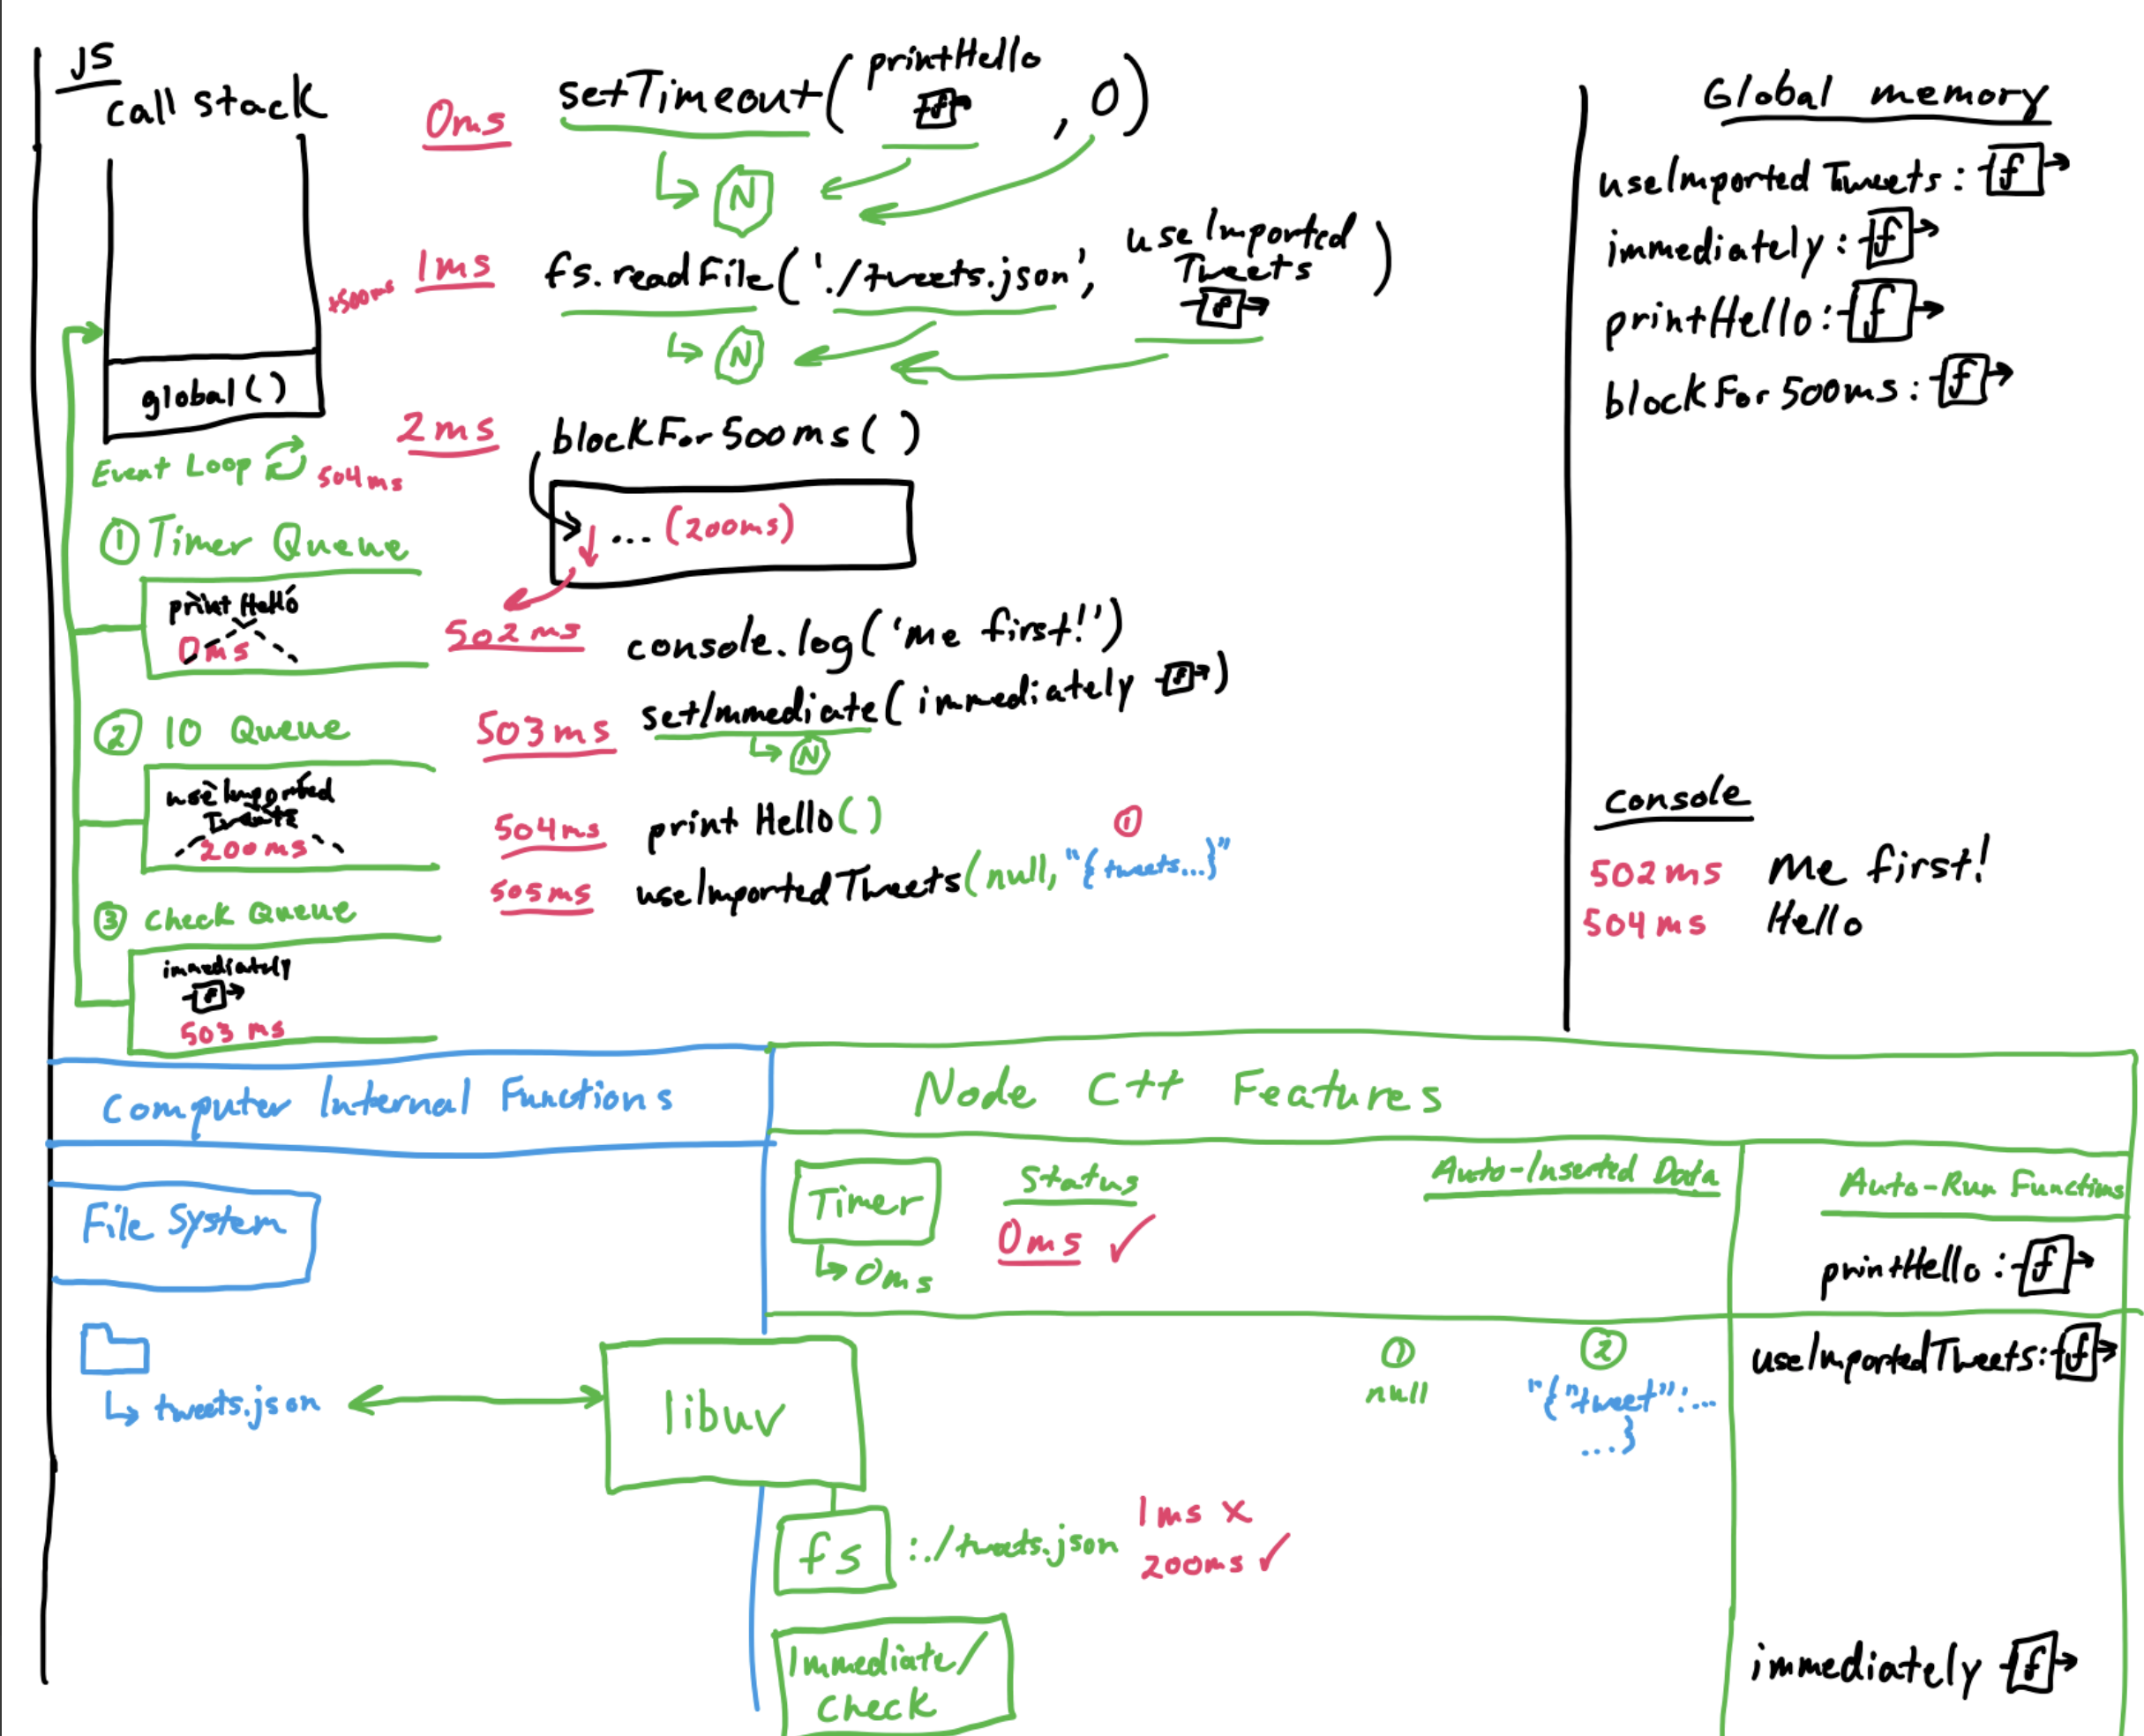 JS
call stack
global()
Event Loop 504ms
① Timer Queue
printHello
0ms
② IO Queue
useImported
Tweets
200ms
③ check Queue
immediately
f
503 ms
0ms
setTimeout(printHello f, 0)
N
+500ms
1ms
fs.readFile('./tweets.json', useImported Tweets f)
N
2ms
blockFor500ms()
... (200ms)
502ms
console.log('me first!')
503ms
setImmediate(immediately f)
N
504ms
print Hello()
①
505ms
useImportedTweets(null, "{tweets...}"
Global memory
useImported Tweets: f
immediately: f
printHello: f
blockFor500ms: f
console
502ms Me first!
504ms Hello
Computer Internal Functions
File System
tweets.json
Node C++ Features
Timer
0ms
Status
0ms ✓
Auto-Inserted Data
Auto-Run Functions
printHello: f
libuv
① null
② "{"tweet":...
...}
useImportedTweets: f
fs :./tweets.json
1ms x
200ms ✓
Immediate/
check
immediately f